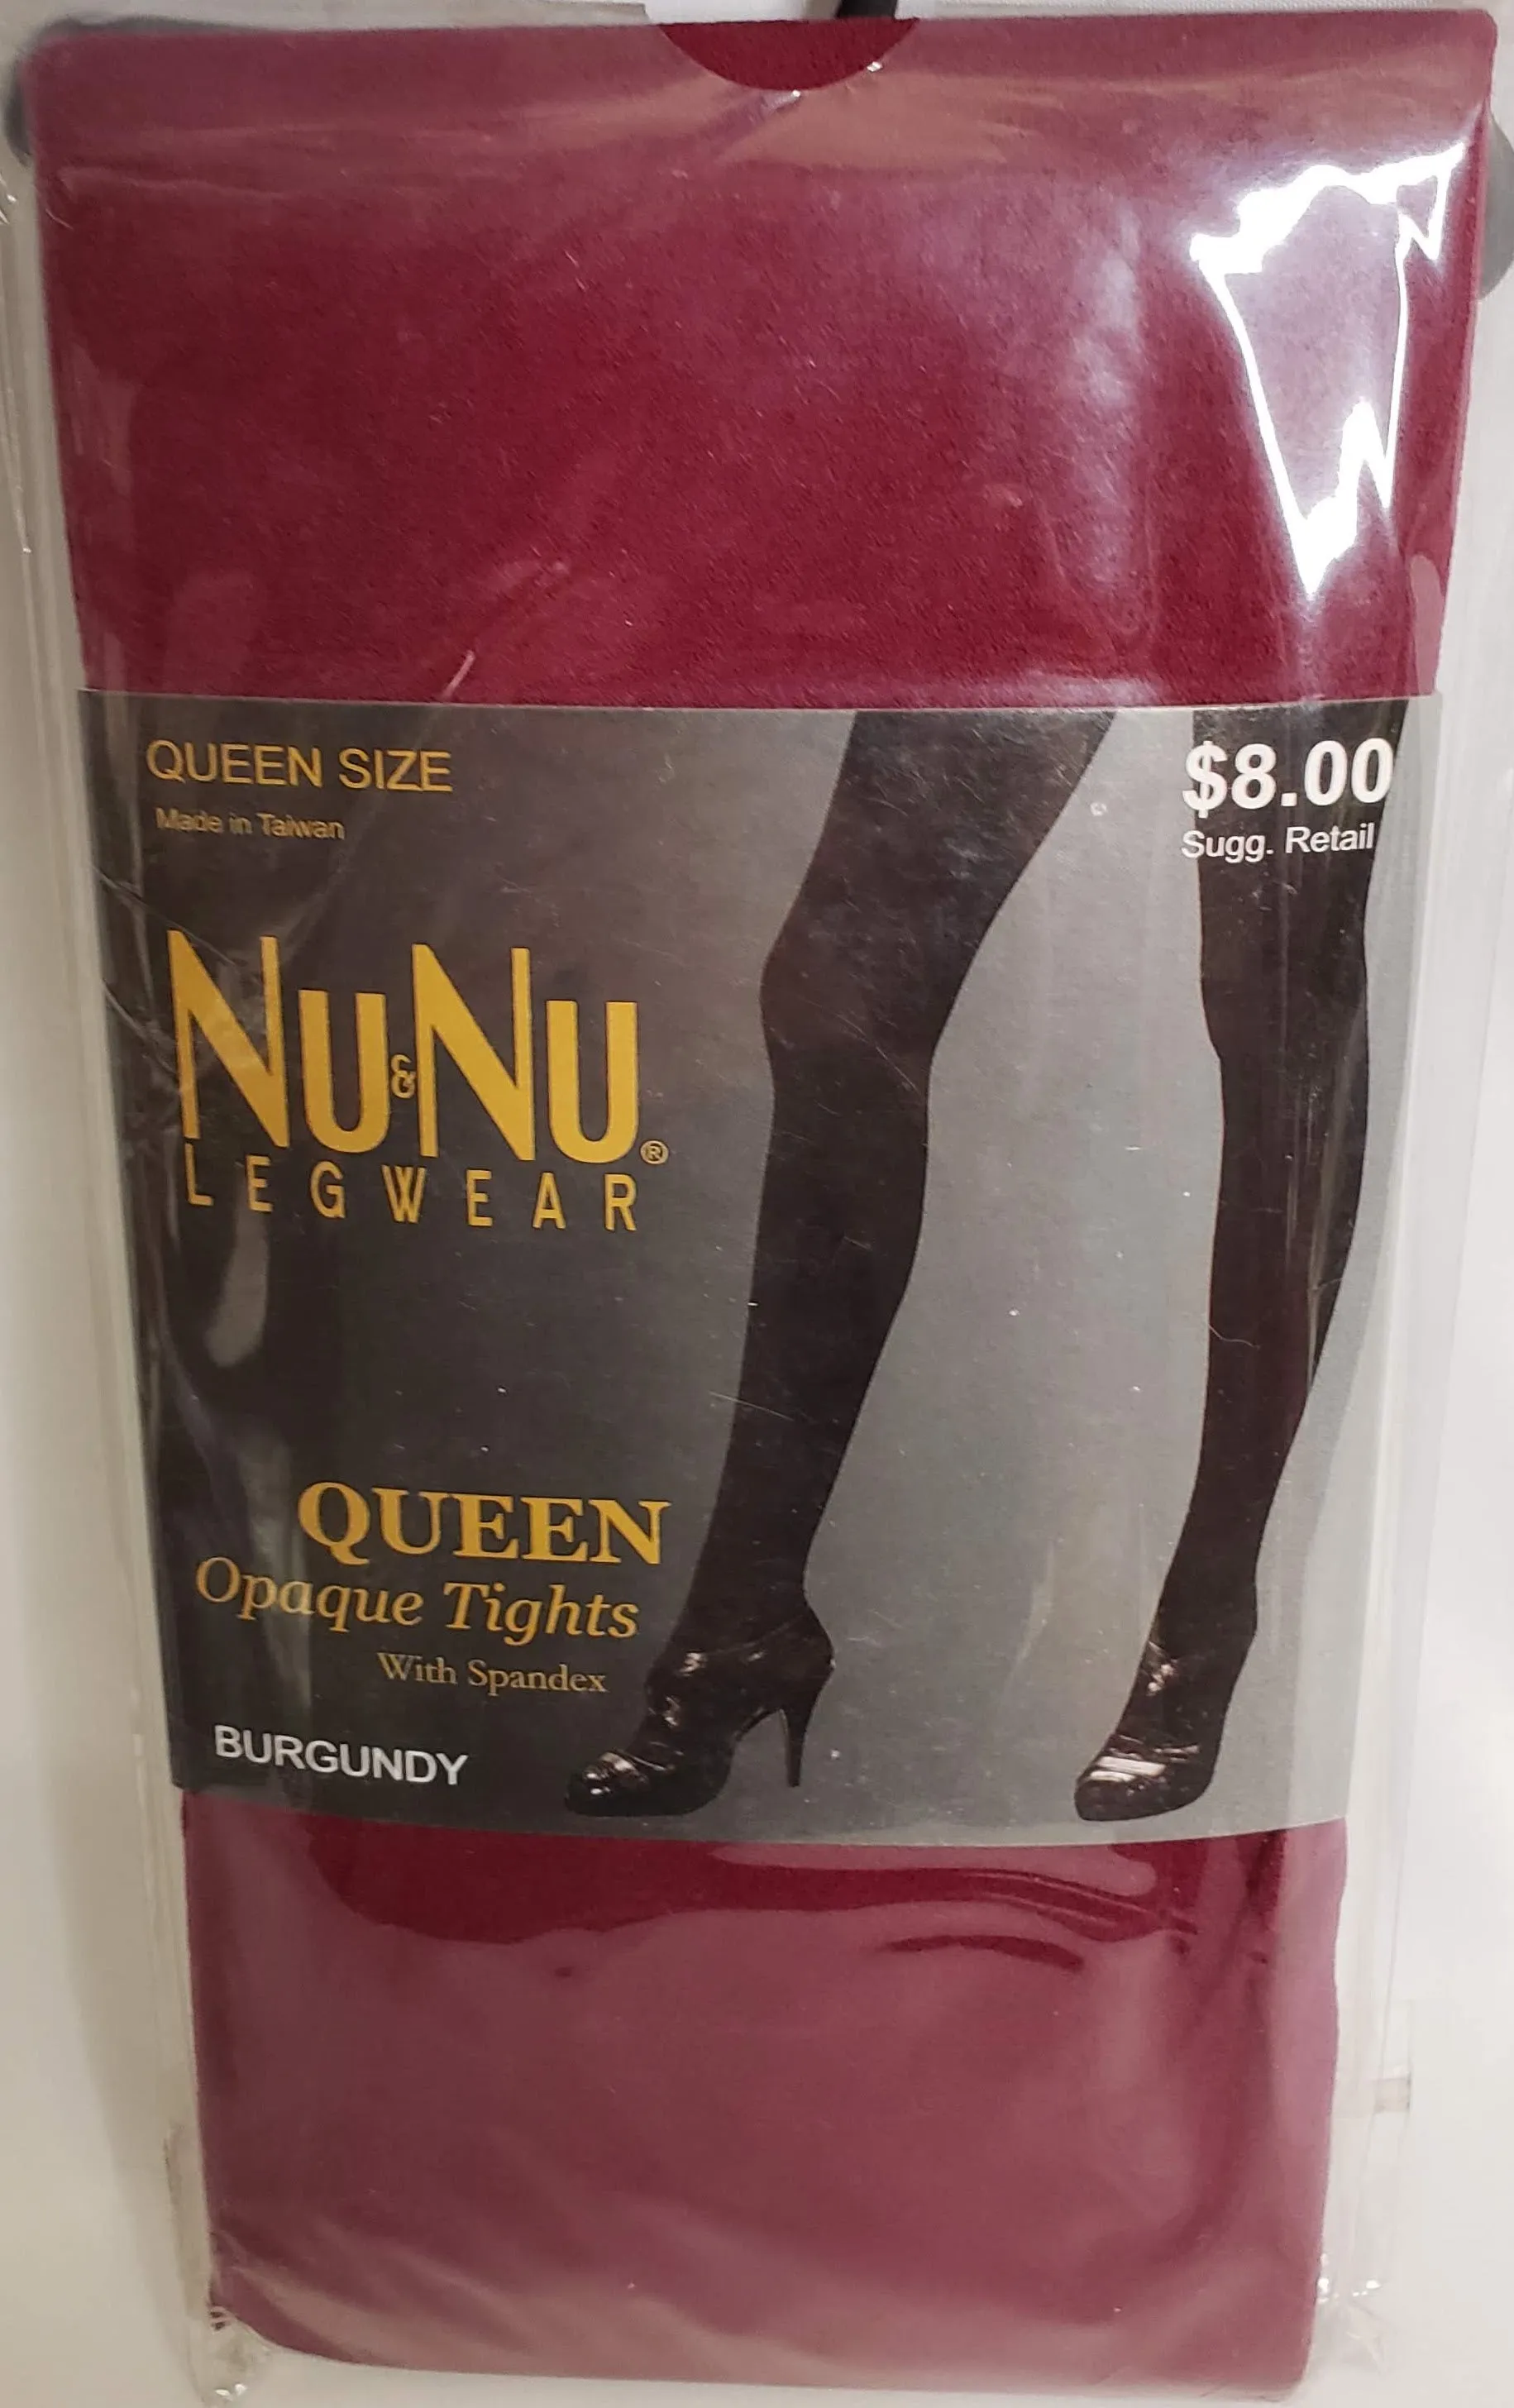 QUEEN SIZE
Made in Taiwan
$8.00
Sugg. Retail
NU&NU®
LEGWEAR
QUEEN
Opaque Tights
With Spandex
BURGUNDY